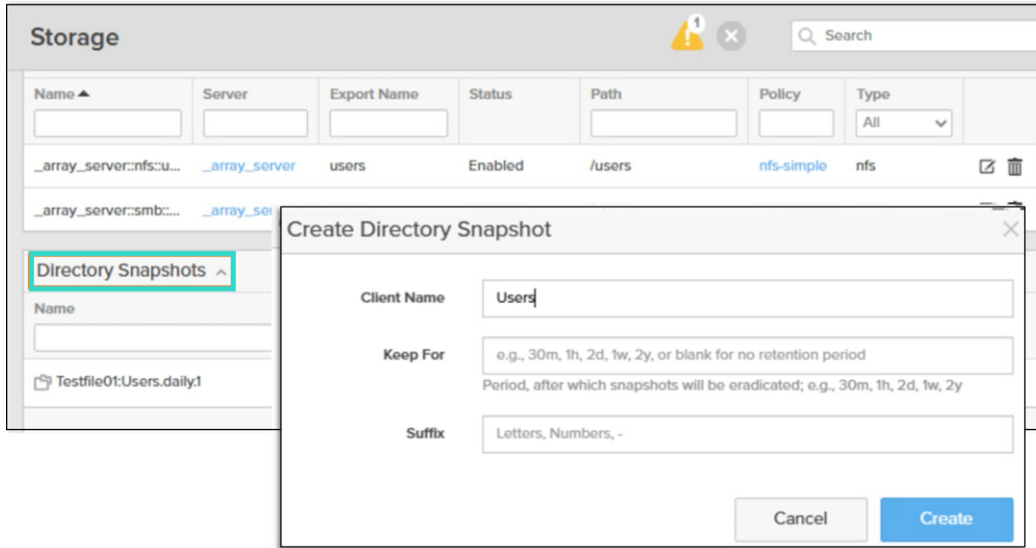 Storage
1
Search
Name Server Export Name Status Path Policy Type
All
_array_server::nfs::u... _array_server users Enabled /users nfs-simple nfs
_array_server::smb::... _array_se
Directory Snapshots
Name
Testfile01:Users.daily.1
Create Directory Snapshot
Client Name Users
Keep For e.g., 30m, 1h, 2d, 1w, 2y, or blank for no retention period
Period, after which snapshots will be eradicated; e.g., 30m, 1h, 2d, 1w, 2y
Suffix Letters, Numbers, -
Cancel Create